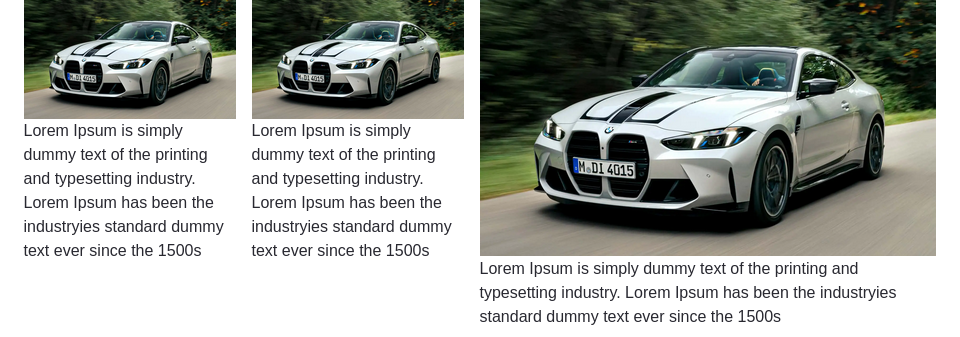 M DI 4015
Lorem Ipsum is simply
dummy text of the printing
and typesetting industry.
Lorem Ipsum has been the
industryies standard dummy
text ever since the 1500s
M DI 4015
Lorem Ipsum is simply
dummy text of the printing
and typesetting industry.
Lorem Ipsum has been the
industryies standard dummy
text ever since the 1500s
M DI 4015
Lorem Ipsum is simply dummy text of the printing and
typesetting industry. Lorem Ipsum has been the industryies
standard dummy text ever since the 1500s